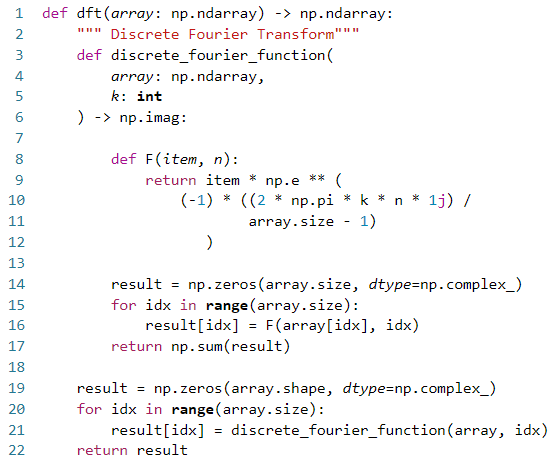 1 def dft(array: np.ndarray) -> np.ndarray:
2     """ Discrete Fourier Transform"""
3     def discrete_fourier_function(
4         array: np.ndarray,
5         k: int
6     ) -> np.imag:
7
8         def F(item, n):
9             return item * np.e ** (
10                 (-1) * ((2 * np.pi * k * n * 1j) /
11                         array.size - 1)
12                    )
13
14         result = np.zeros(array.size, dtype=np.complex_)
15         for idx in range(array.size):
16             result[idx] = F(array[idx], idx)
17         return np.sum(result)
18
19     result = np.zeros(array.shape, dtype=np.complex_)
20     for idx in range(array.size):
21         result[idx] = discrete_fourier_function(array, idx)
22     return result